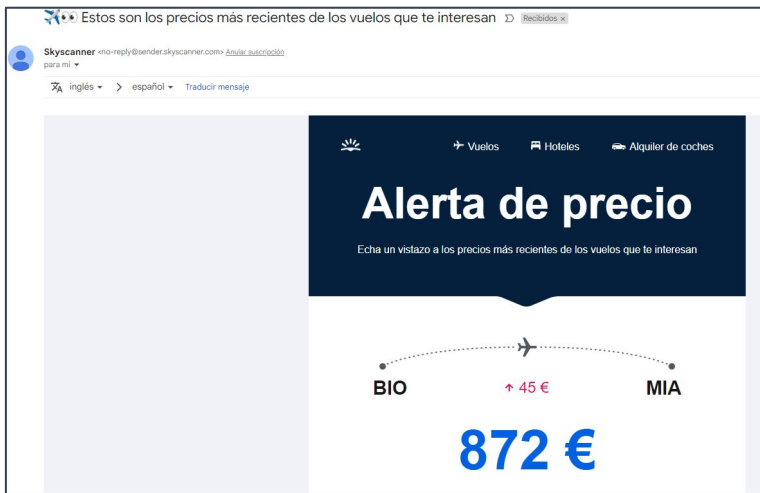 Estos son los precios más recientes de los vuelos que te interesan Recibidos x
Skyscanner <no-reply@sender.skyscanner.com> Anular suscripción
para mí
inglés > español Traducir mensaje
Vuelos Hoteles Alquiler de coches
Alerta de precio
Echa un vistazo a los precios más recientes de los vuelos que te interesan
BIO ↑ 45 € MIA
872 €